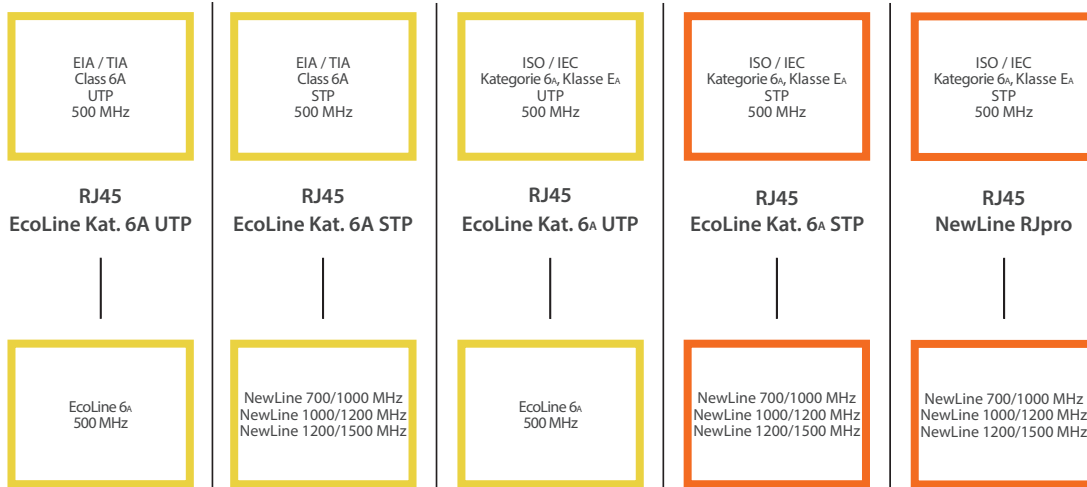 EIA / TIA
Class 6A
UTP
500 MHz
RJ45
EcoLine Kat. 6A UTP
EcoLine 6A
500 MHz
EIA / TIA
Class 6A
STP
500 MHz
RJ45
EcoLine Kat. 6A STP
NewLine 700/1000 MHz
NewLine 1000/1200 MHz
NewLine 1200/1500 MHz
ISO / IEC
Kategorie 6A, Klasse EA
UTP
500 MHz
RJ45
EcoLine Kat. 6A UTP
EcoLine 6A
500 MHz
ISO / IEC
Kategorie 6A, Klasse EA
STP
500 MHz
RJ45
EcoLine Kat. 6A STP
NewLine 700/1000 MHz
NewLine 1000/1200 MHz
NewLine 1200/1500 MHz
ISO / IEC
Kategorie 6A, Klasse EA
STP
500 MHz
RJ45
NewLine RJpro
NewLine 700/1000 MHz
NewLine 1000/1200 MHz
NewLine 1200/1500 MHz